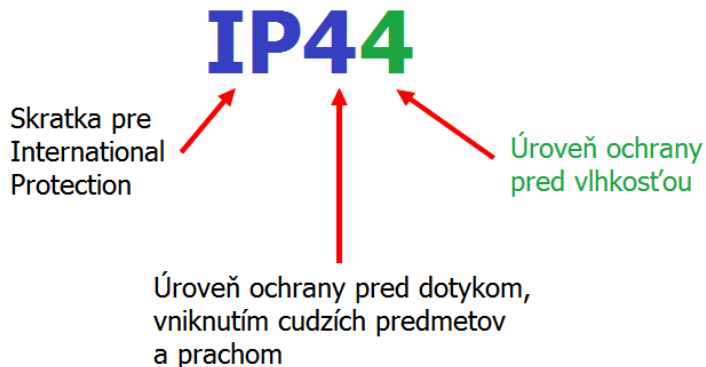 IP44
Skratka pre
International
Protection
Úroveň ochrany
pred vlhkosťou
Úroveň ochrany pred dotykom,
vniknutím cudzích predmetov
a prachom